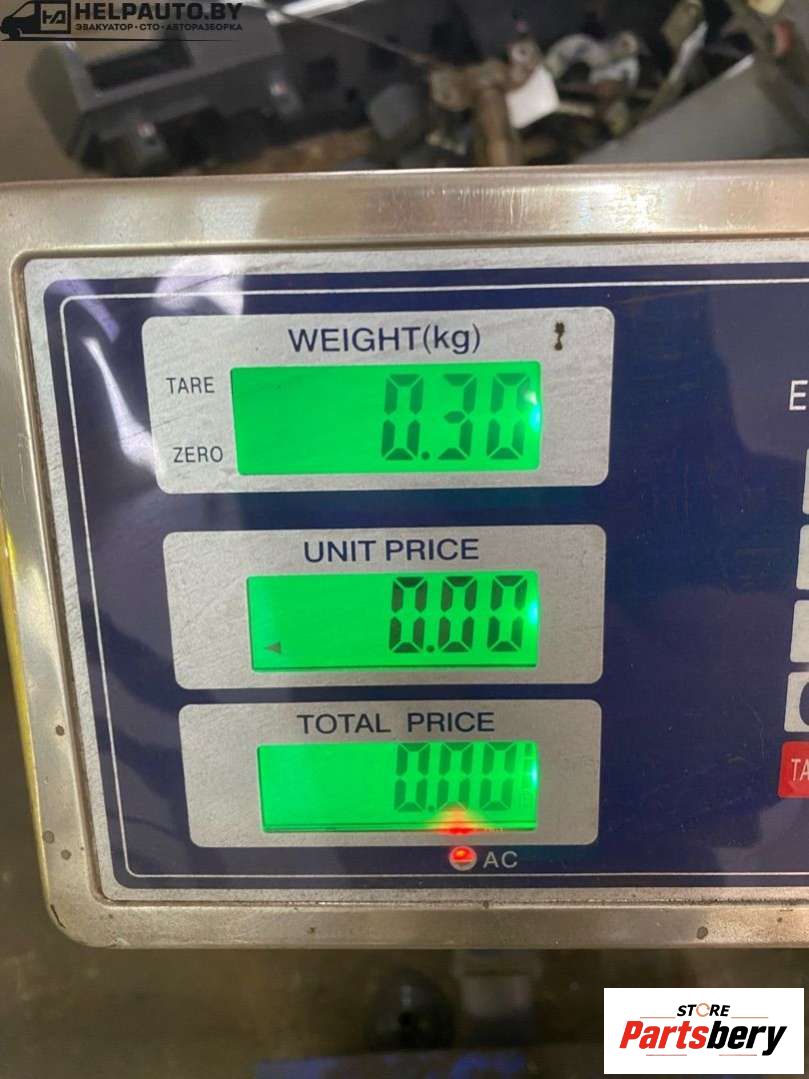 HELPAUTO.BY
ЭВАКУАТОР • СТО • АВТОРАЗБОРКА
WEIGHT(kg)
TARE
0.30
ZERO
E
UNIT PRICE
0.00
TOTAL PRICE
0.00
TA
AC
STORE
Partsbery